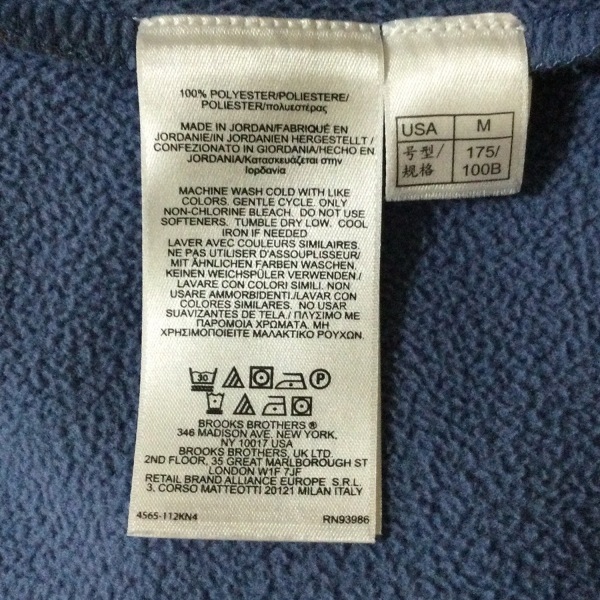 100% POLYESTER/POLIESTERE/
POLIÉSTER/πολυεστέρας
MADE IN JORDAN/FABRIQUÉ EN
JORDANIE/IN JORDANIEN HERGESTELLT /
CONFEZIONATO IN GIORDANIA/HECHO EN
JORDANIA/Κατασκευάζεται στην
Ιορδανία
MACHINE WASH COLD WITH LIKE
COLORS. GENTLE CYCLE. ONLY
NON-CHLORINE BLEACH. DO NOT USE
SOFTENERS. TUMBLE DRY LOW. COOL
IRON IF NEEDED
LAVER AVEC COULEURS SIMILAIRES.
NE PAS UTILISER D'ASSOUPLISSEUR/
MIT ÄHNLICHEN FARBEN WASCHEN,
KEINEN WEICHSPÜLER VERWENDEN./
LAVARE CON COLORI SIMILI. NON
USARE AMMORBIDENTI./LAVAR CON
COLORES SIMILARES. NO USAR
SUAVIZANTES DE TELA./ ΠΛΥΣΙΜΟ ΜΕ
ΠΑΡΟΜΟΙΑ ΧΡΩΜΑΤΑ. ΜΗ
ΧΡΗΣΙΜΟΠΟΙΕΙΤΕ ΜΑΛΑΚΤΙΚΟ ΡΟΥΧΩΝ.
30 P
BROOKS BROTHERS ®
346 MADISON AVE. NEW YORK,
NY 10017 USA
BROOKS BROTHERS, UK LTD.
2ND FLOOR, 35 GREAT MARLBOROUGH ST
LONDON W1F 7JF
RETAIL BRAND ALLIANCE EUROPE S.R.L
3. CORSO MATTEOTTI 20121 MILAN ITALY
4565-112KN4 RN93986
USA M
号型/ 175/
规格 100B